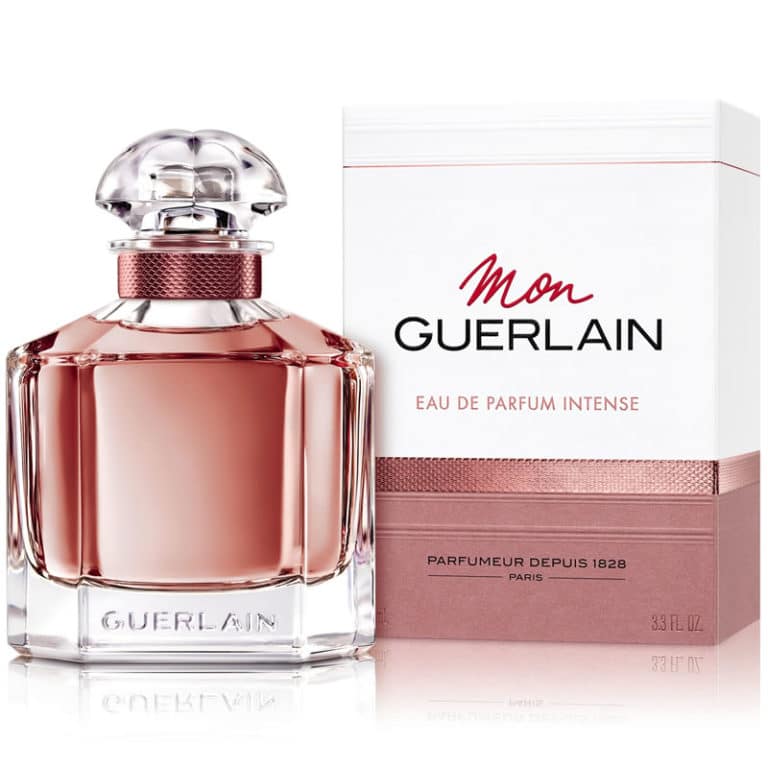 Mon
GUERLAIN
EAU DE PARFUM INTENSE
PARFUMEUR DEPUIS 1828
PARIS
3.3 FL. OZ.
GUERLAIN